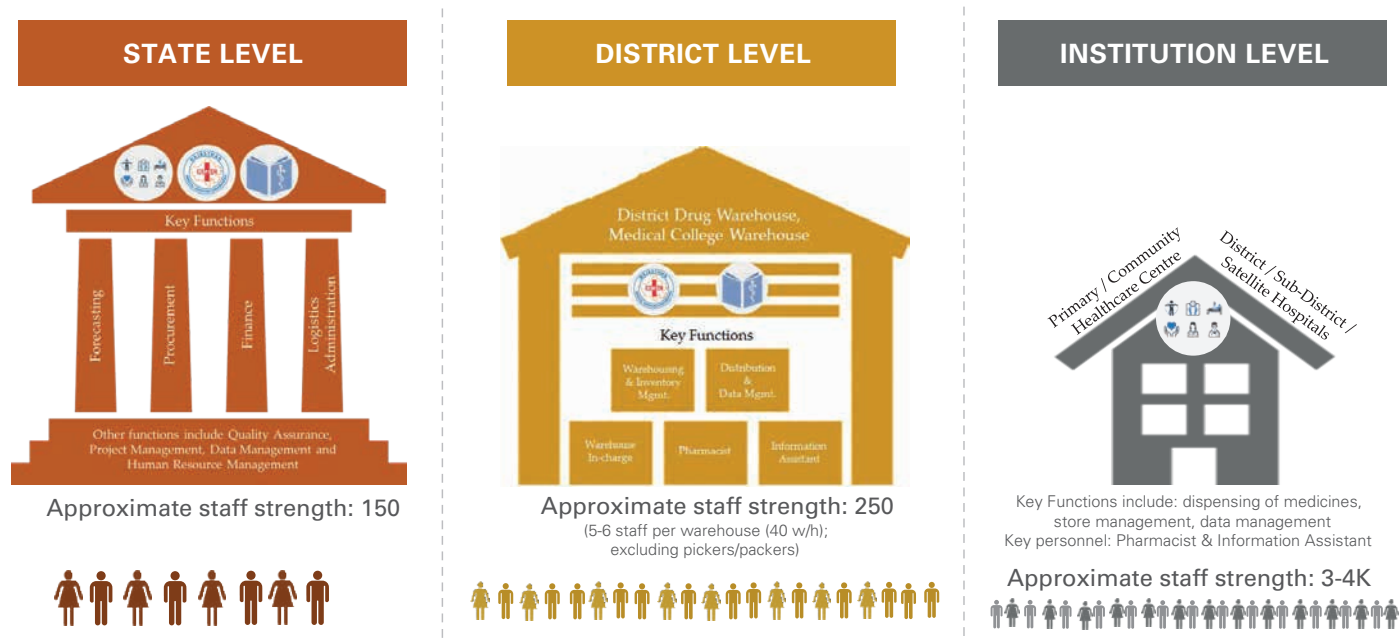 STATE LEVEL
Key Functions
Forecasting
Procurement
Finance
Logistics
Administration
Other functions include Quality Assurance,
Project Management, Data Management and
Human Resource Management
Approximate staff strength: 150
DISTRICT LEVEL
District Drug Warehouse,
Medical College Warehouse
Key Functions
Warehousing
& Inventory
Mgmt.
Distribution
&
Data Mgmt.
Warehouse
In-charge
Pharmacist
Information
Assistant
Approximate staff strength: 250
(5-6 staff per warehouse (40 w/h);
excluding pickers/packers)
INSTITUTION LEVEL
Primary / Community
Healthcare Centre
District / Sub-District /
Satellite Hospitals
Key Functions include: dispensing of medicines,
store management, data management
Key personnel: Pharmacist & Information Assistant
Approximate staff strength: 3-4K